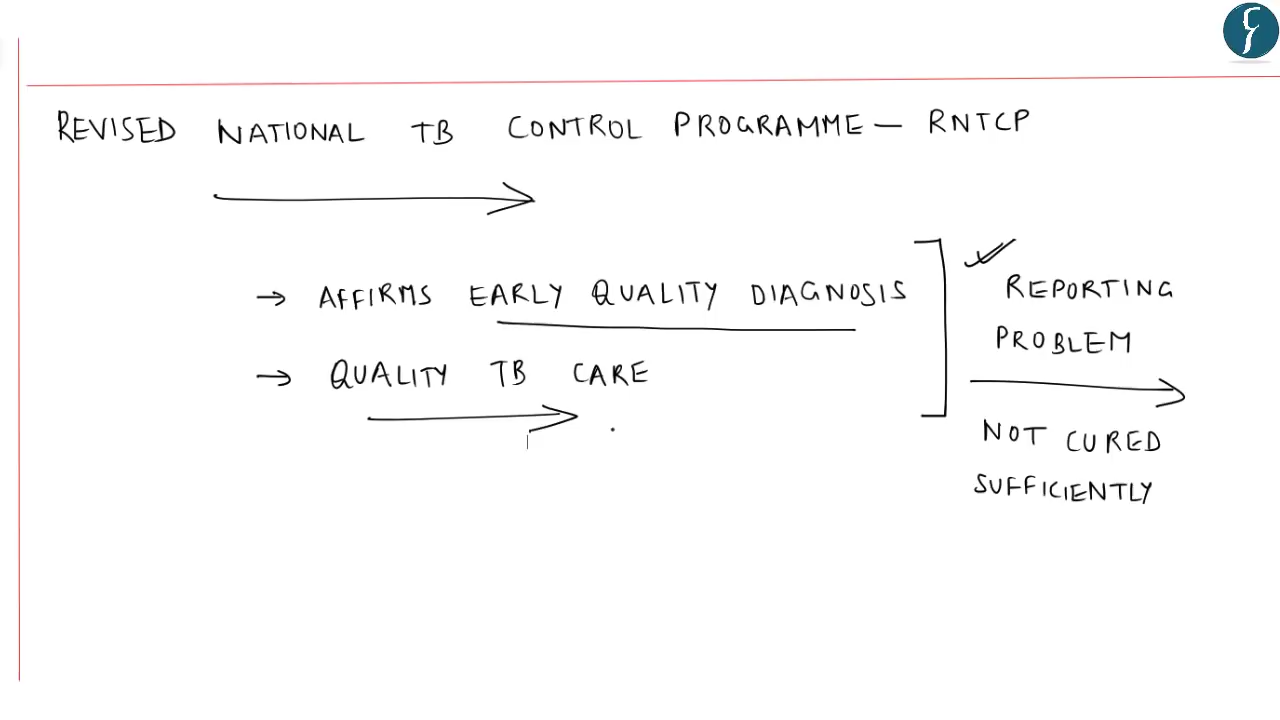 REVISED NATIONAL TB CONTROL PROGRAMME — RNTCP
→ AFFIRMS EARLY QUALITY DIAGNOSIS
→ QUALITY TB CARE
REPORTING
PROBLEM
NOT CURED
SUFFICIENTLY